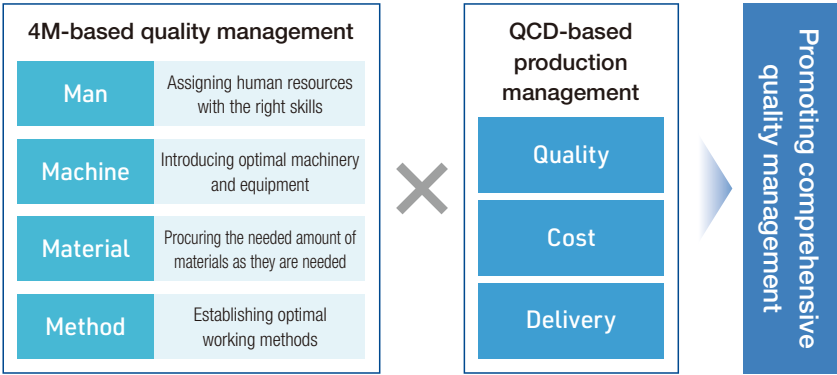 4M-based quality management
Man
Assigning human resources
with the right skills
Machine
Introducing optimal machinery
and equipment
Material
Procuring the needed amount of
materials as they are needed
Method
Establishing optimal
working methods
×
QCD-based
production
management
Quality
Cost
Delivery
Promoting comprehensive
quality management